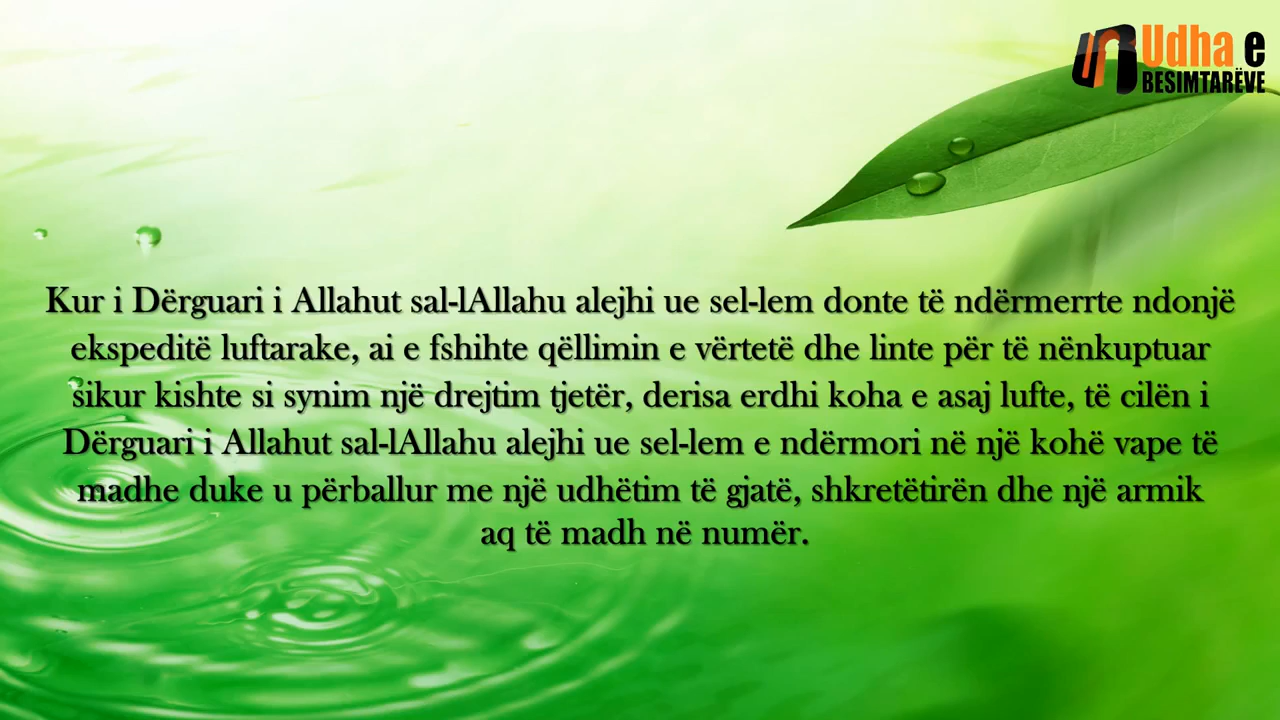 Udha e
BESIMTARËVE
Kur i Dërguari i Allahut sal-lAllahu alejhi ue sel-lem donte të ndërmerrte ndonjë
ekspeditë luftarake, ai e fshihte qëllimin e vërtetë dhe linte për të nënkuptuar
sikur kishte si synim një drejtim tjetër, derisa erdhi koha e asaj lufte, të cilën i
Dërguari i Allahut sal-lAllahu alejhi ue sel-lem e ndërmori në një kohë vape të
madhe duke u përballur me një udhëtim të gjatë, shkretëtirën dhe një armik
aq të madh në numër.